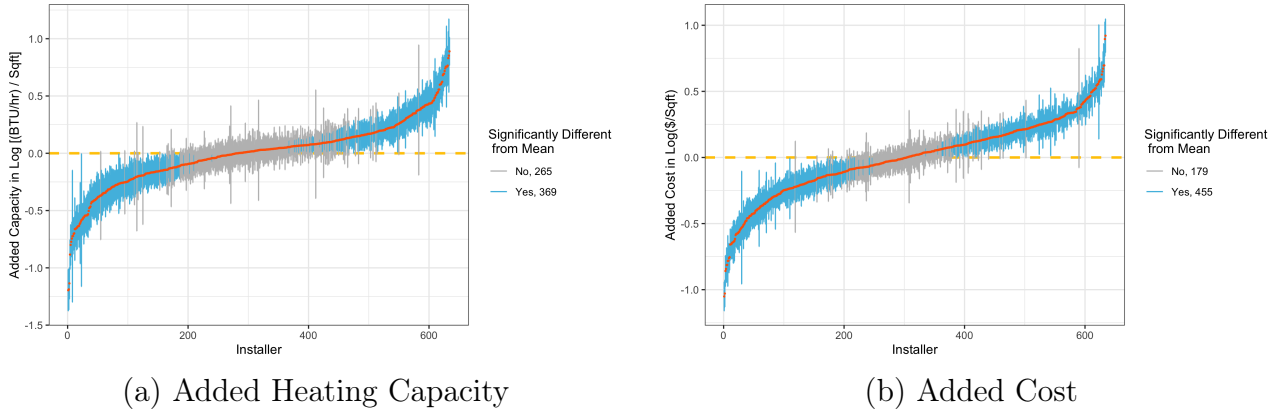 Added Capacity in Log [(BTU/hr) / Sqft]
1.0
0.5
0.0
-0.5
-1.0
-1.5
0
200
400
600
Installer
Significantly Different
from Mean
No, 265
Yes, 369
(a) Added Heating Capacity
Added Cost in Log($/Sqft)
1.0
0.5
0.0
-0.5
-1.0
0
200
400
600
Installer
Significantly Different
from Mean
No, 179
Yes, 455
(b) Added Cost